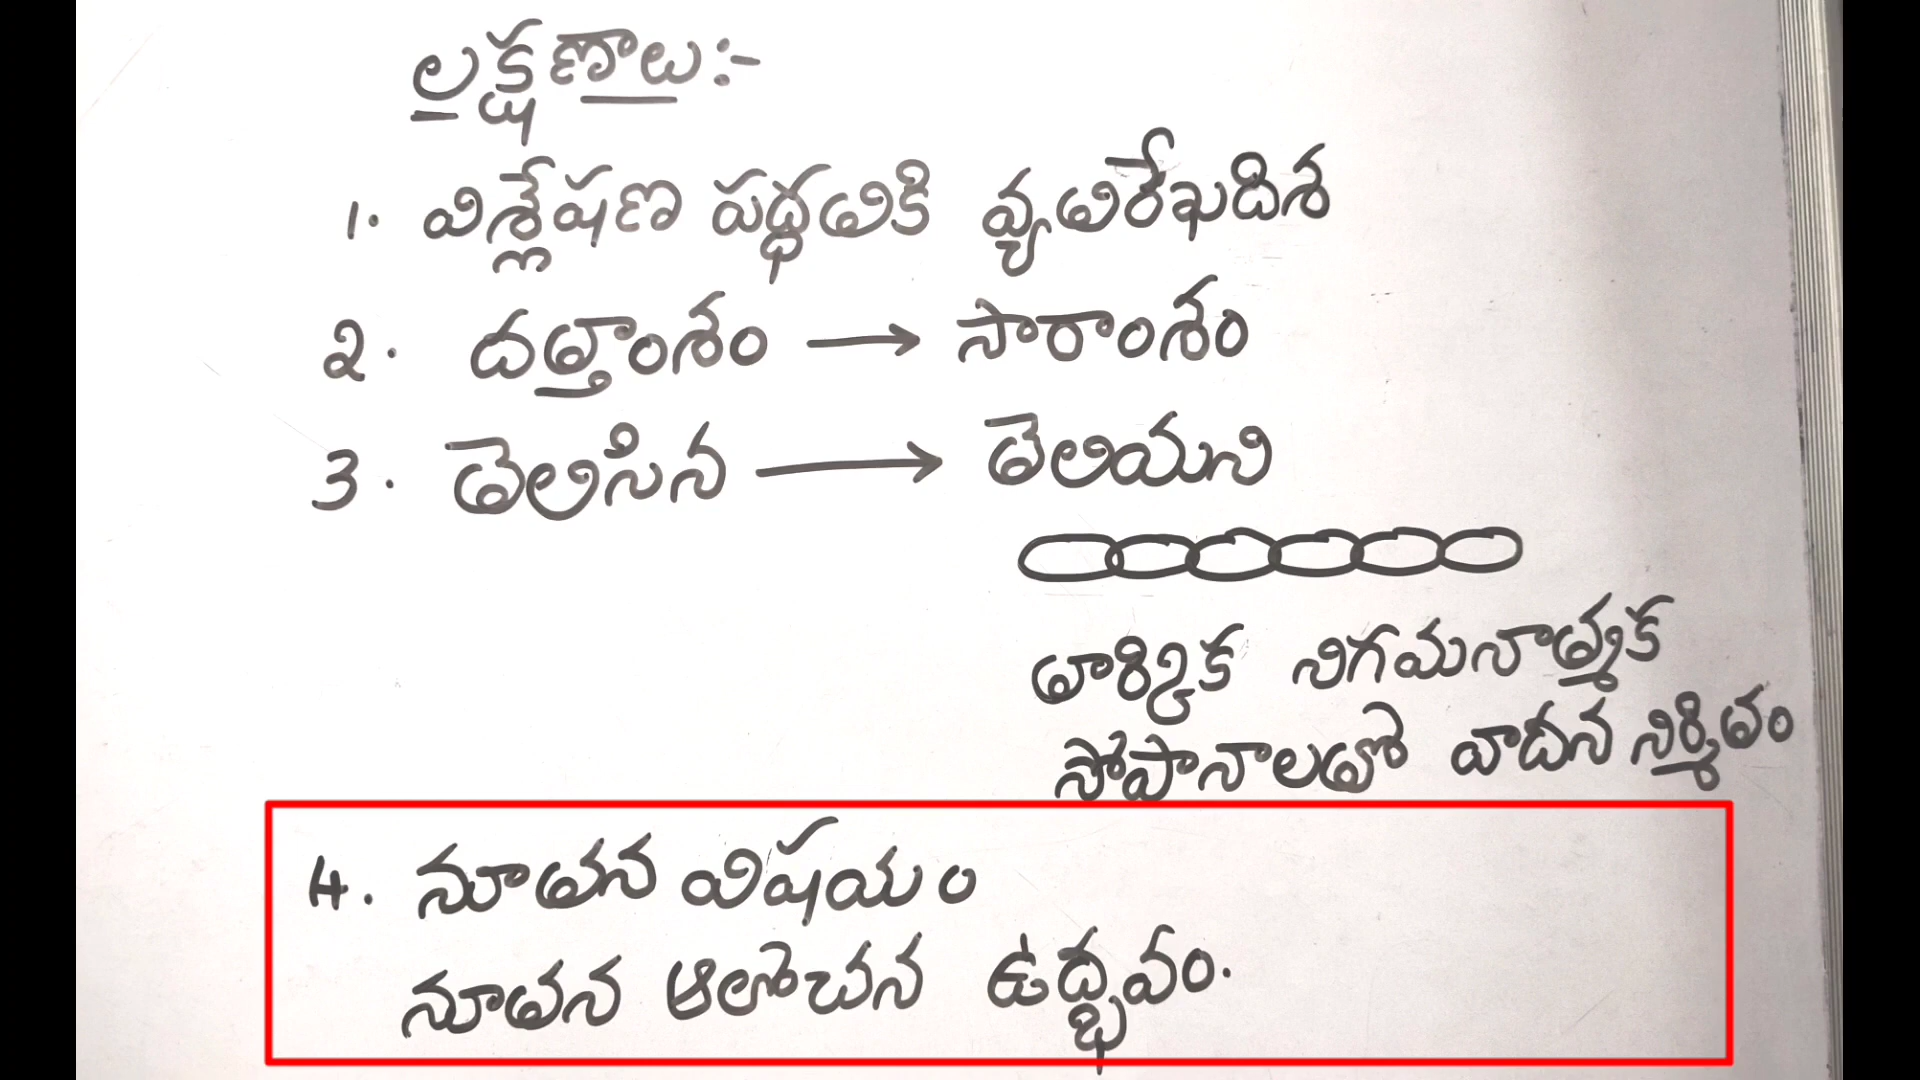 లక్షణాలు:-
1. విశ్లేషణ పద్ధతికి వ్యతిరేఖదిశ
2. దత్తాంశం → సారాంశం
3. తెలిసిన → తెలియని
తార్కిక నిగమనాత్మక
సోపానాలతో వాదన నిర్మితం
4. నూతన విషయం
నూతన ఆలోచన ఉద్భవం.